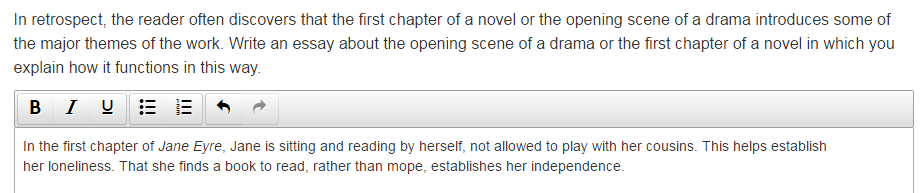 In retrospect, the reader often discovers that the first chapter of a novel or the opening scene of a drama introduces some of
the major themes of the work. Write an essay about the opening scene of a drama or the first chapter of a novel in which you
explain how it functions in this way.
B I U
In the first chapter of Jane Eyre, Jane is sitting and reading by herself, not allowed to play with her cousins. This helps establish
her loneliness. That she finds a book to read, rather than mope, establishes her independence.